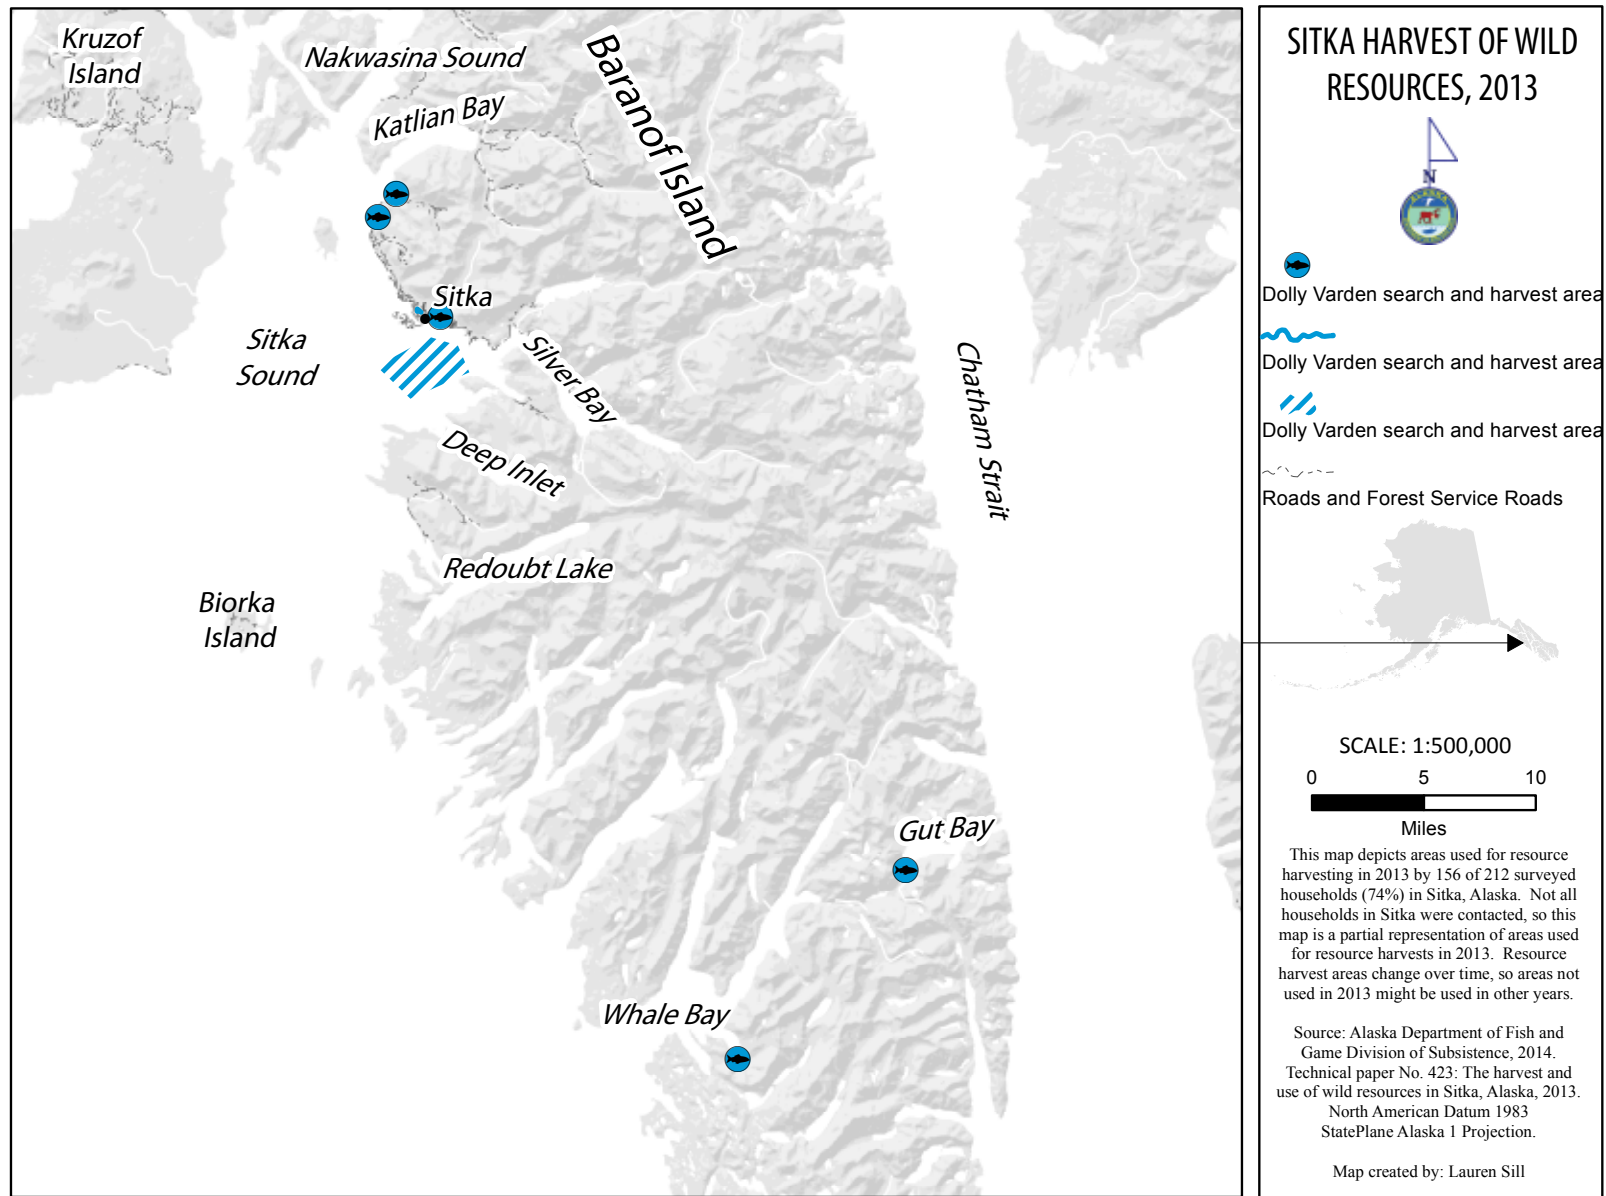 Kruzof
Island
Nakwasina Sound
Katlian Bay
Baranof Island
Sitka
Sitka
Sound
Silver Bay
Deep Inlet
Chatham Strait
Redoubt Lake
Biorka
Island
Gut Bay
Whale Bay
SITKA HARVEST OF WILD
RESOURCES, 2013
N
ALASKA
Dolly Varden search and harvest area
Dolly Varden search and harvest area
Dolly Varden search and harvest area
Roads and Forest Service Roads
SCALE: 1:500,000
0 5 10
Miles
This map depicts areas used for resource
harvesting in 2013 by 156 of 212 surveyed
households (74%) in Sitka, Alaska. Not all
households in Sitka were contacted, so this
map is a partial representation of areas used
for resource harvests in 2013. Resource
harvest areas change over time, so areas not
used in 2013 might be used in other years.
Source: Alaska Department of Fish and
Game Division of Subsistence, 2014.
Technical paper No. 423: The harvest and
use of wild resources in Sitka, Alaska, 2013.
North American Datum 1983
StatePlane Alaska 1 Projection.
Map created by: Lauren Sill